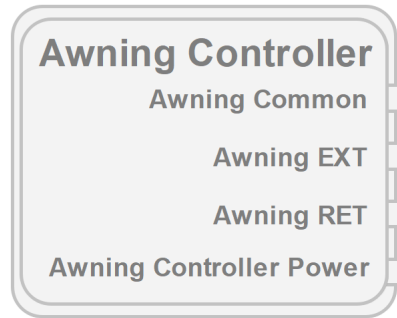 Awning Controller
Awning Common
Awning EXT
Awning RET
Awning Controller Power